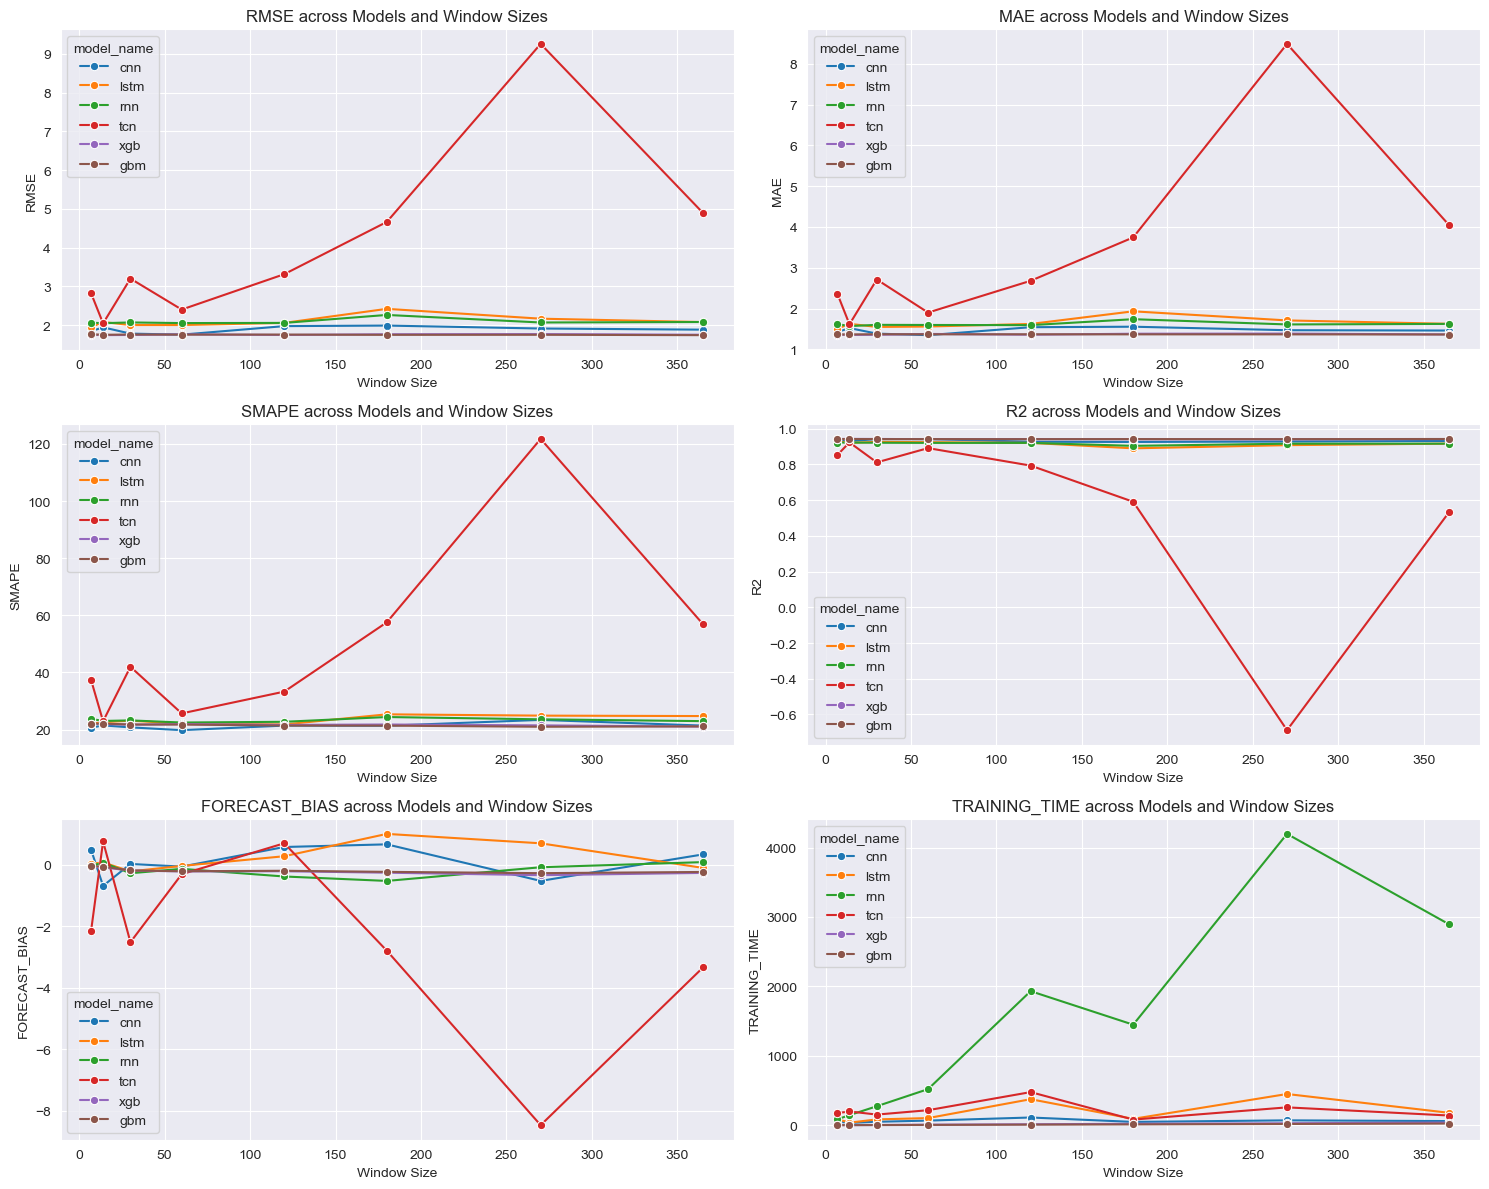 RMSE across Models and Window Sizes
model_name
cnn
lstm
rnn
tcn
xgb
gbm
9
8
7
6
5
4
3
2
RMSE
0 50 100 150 200 250 300 350
Window Size
MAE across Models and Window Sizes
model_name
cnn
lstm
rnn
tcn
xgb
gbm
8
7
6
5
4
3
2
1
MAE
0 50 100 150 200 250 300 350
Window Size
SMAPE across Models and Window Sizes
model_name
cnn
lstm
rnn
tcn
xgb
gbm
120
100
80
60
40
20
SMAPE
0 50 100 150 200 250 300 350
Window Size
R2 across Models and Window Sizes
1.0
0.8
0.6
0.4
0.2
0.0
−0.2
−0.4
−0.6
R2
model_name
cnn
lstm
rnn
tcn
xgb
gbm
0 50 100 150 200 250 300 350
Window Size
FORECAST_BIAS across Models and Window Sizes
0
−2
−4
−6
−8
FORECAST_BIAS
model_name
cnn
lstm
rnn
tcn
xgb
gbm
0 50 100 150 200 250 300 350
Window Size
TRAINING_TIME across Models and Window Sizes
model_name
cnn
lstm
rnn
tcn
xgb
gbm
4000
3000
2000
1000
0
TRAINING_TIME
0 50 100 150 200 250 300 350
Window Size